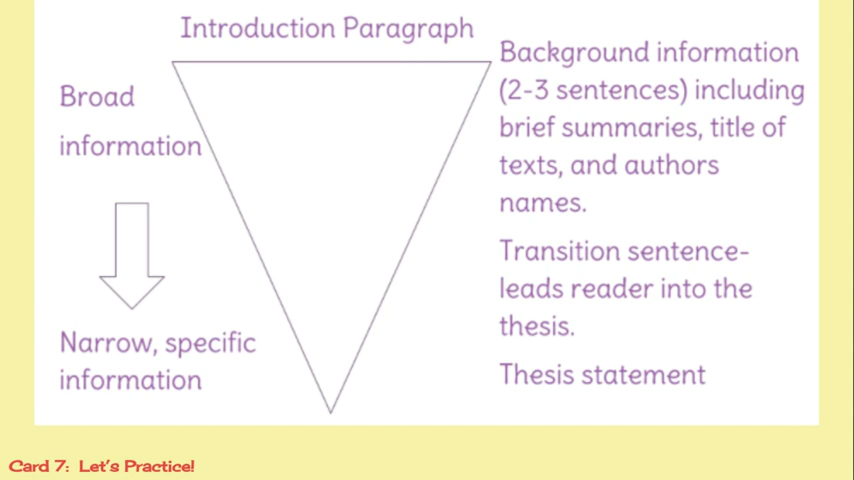 Introduction Paragraph
Broad
information
Narrow, specific
information
Background information
(2-3 sentences) including
brief summaries, title of
texts, and authors
names.
Transition sentence-
leads reader into the
thesis.
Thesis statement
Card 7: Let's Practice!